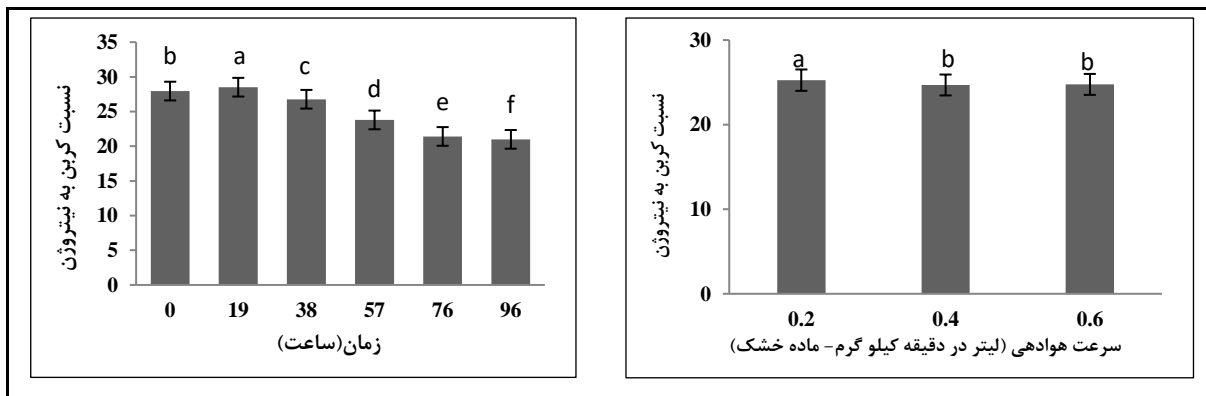 35
30
25
20
15
10
5
0
b a c d e f
0 19 38 57 76 96
نسبت کربن به نیتروژن
زمان(ساعت)
30
20
10
0
a b b
0.2 0.4 0.6
نسبت کربن به نیتروژن
سرعت هوادهی (لیتر در دقیقه کیلو گرم- ماده خشک)